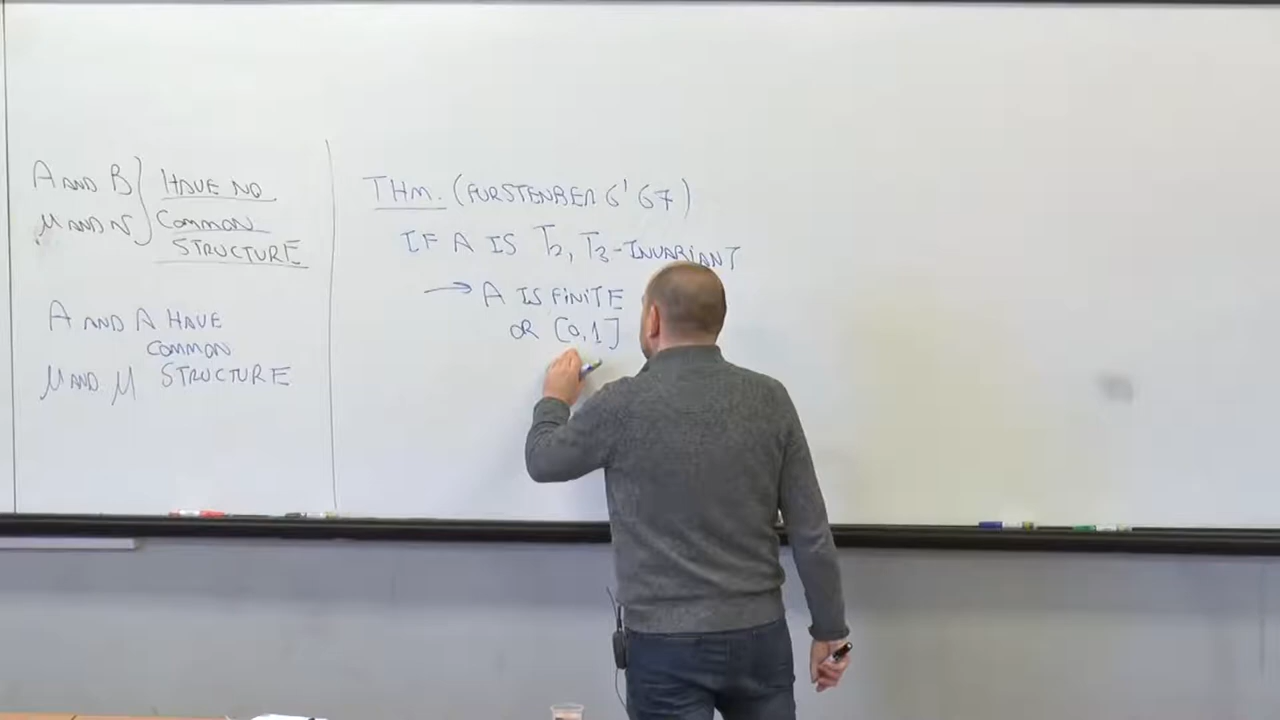 A AND B } HAVE NO
μ AND ν } COMMON
STRUCTURE
A AND A HAVE
COMMON
μ AND μ STRUCTURE
THM. (FURSTENBERG '67)
IF A IS T₂, T₃-INVARIANT
→ A IS FINITE
OR [0,1]